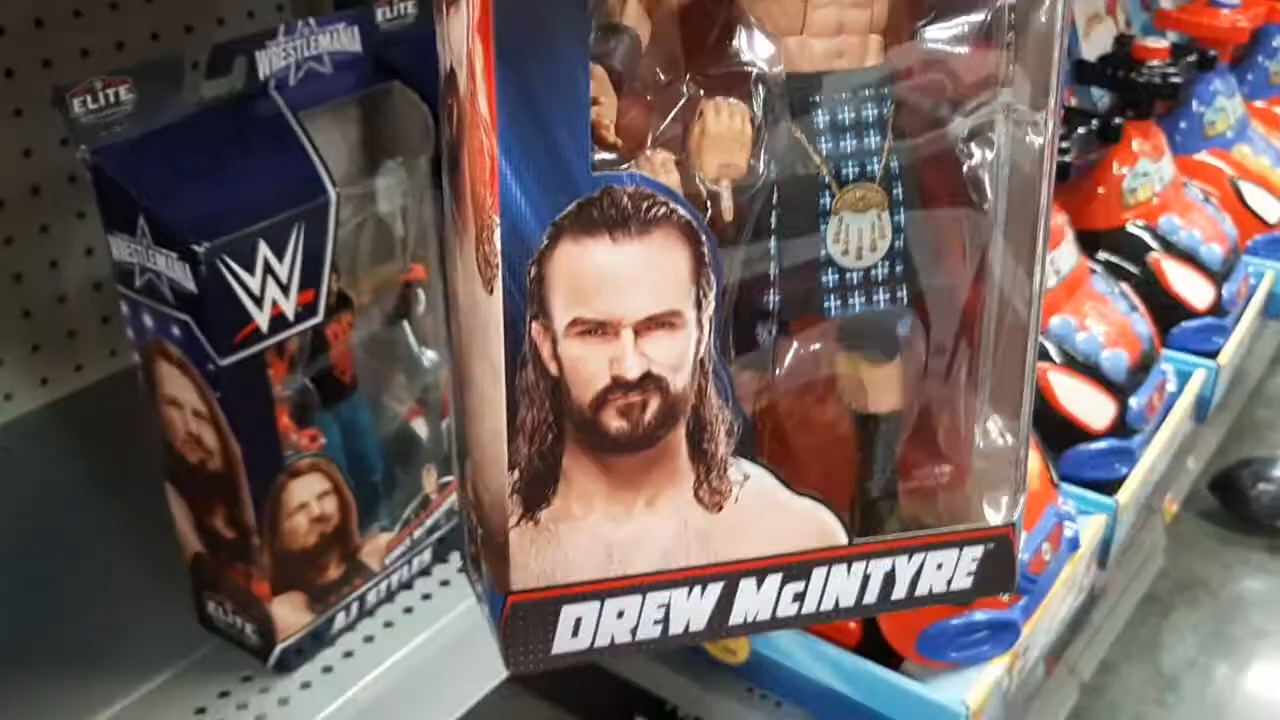 ELITE
WRESTLEMANIA
ELITE
WRESTLEMANIA
W
ELITE
AJ STYLES
DREW McINTYRE